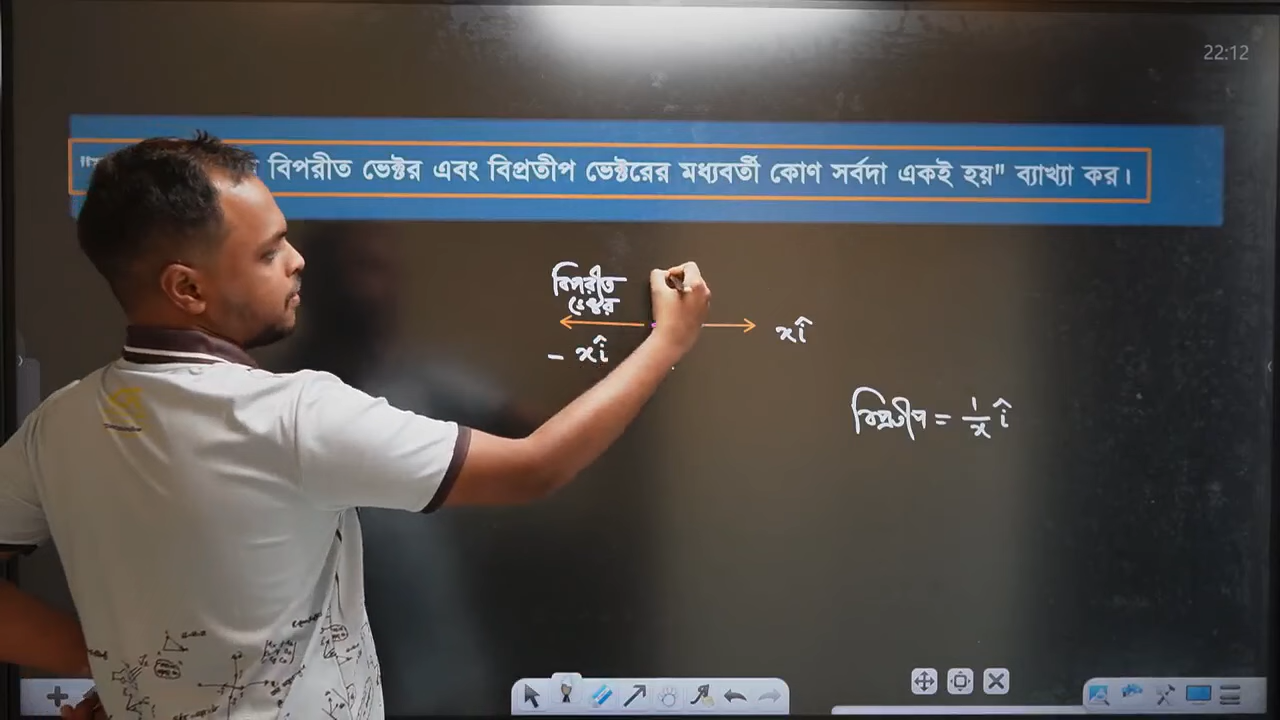 22:12
বিপরীত ভেক্টর এবং বিপ্রতীপ ভেক্টরের মধ্যবর্তী কোণ সর্বদা একই হয়" ব্যাখ্যা কর।
বিপরীত
ভেক্টর
xî
- xî
বিপ্রতীপ = 1/x î